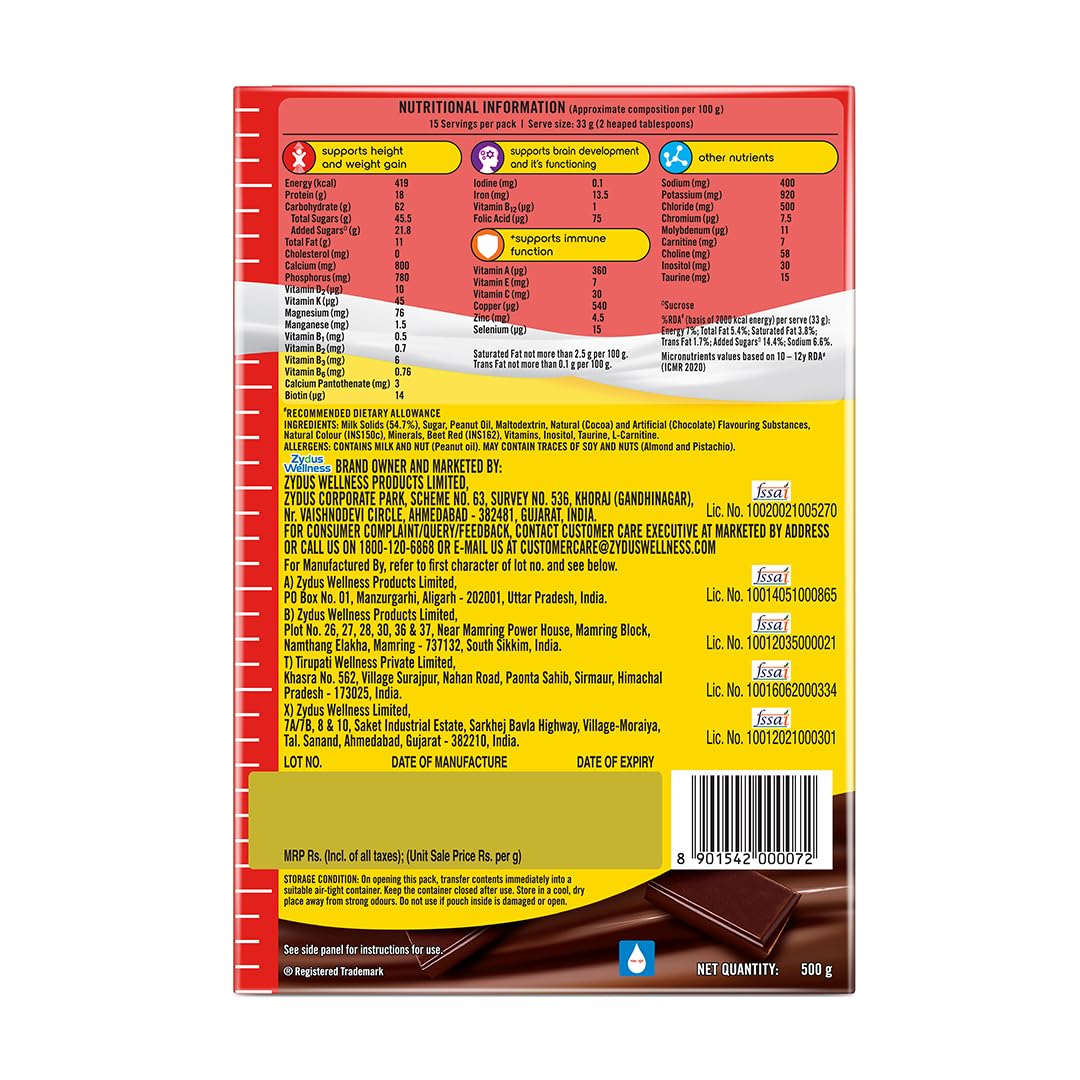 NUTRITIONAL INFORMATION (Approximate composition per 100 g)
15 Servings per pack | Serve size: 33 g (2 heaped tablespoons)
supports height
and weight gain
Energy (kcal) 419
Protein (g) 18
Carbohydrate (g) 62
Total Sugars (g) 45.5
Added Sugars◊ (g) 21.8
Total Fat (g) 11
Cholesterol (mg) 0
Calcium (mg) 800
Phosphorus (mg) 780
Vitamin D2 (µg) 10
Vitamin K (µg) 45
Magnesium (mg) 76
Manganese (mg) 1.5
Vitamin B1 (µg) 0.5
Vitamin B2 (mg) 0.7
Vitamin B3 (mg) 6
Vitamin B6 (mg) 0.76
Calcium Pantothenate (mg) 3
Biotin (µg) 14
supports brain development
and it's functioning
Iodine (mg) 0.1
Iron (mg) 13.5
Vitamin B12 (µg) 1
Folic Acid (µg) 75
+supports immune
function
Vitamin A (µg) 360
Vitamin E (mg) 7
Vitamin C (mg) 30
Copper (µg) 540
Zinc (mg) 4.5
Selenium (µg) 15
Saturated Fat not more than 2.5 g per 100 g.
Trans Fat not more than 0.1 g per 100 g.
other nutrients
Sodium (mg) 400
Potassium (mg) 920
Chloride (mg) 500
Chromium (µg) 7.5
Molybdenum (µg) 11
Carnitine (mg) 7
Choline (mg) 58
Inositol (mg) 30
Taurine (mg) 15
◊Sucrose
%RDA# (basis of 2000 kcal energy) per serve (33 g):
Energy 7%; Total Fat 5.4%; Saturated Fat 3.8%;
Trans Fat 1.7%; Added Sugars◊ 14.4%; Sodium 6.6%.
Micronutrients values based on 10 – 12y RDA#
(ICMR 2020)
#RECOMMENDED DIETARY ALLOWANCE
INGREDIENTS: Milk Solids (54.7%), Sugar, Peanut Oil, Maltodextrin, Natural (Cocoa) and Artificial (Chocolate) Flavouring Substances,
Natural Colour (INS150c), Minerals, Beet Red (INS162), Vitamins, Inositol, Taurine, L-Carnitine.
ALLERGENS: CONTAINS MILK AND NUT (Peanut oil). MAY CONTAIN TRACES OF SOY AND NUTS (Almond and Pistachio).
Zydus
Wellness BRAND OWNER AND MARKETED BY:
ZYDUS WELLNESS PRODUCTS LIMITED,
ZYDUS CORPORATE PARK, SCHEME NO. 63, SURVEY NO. 536, KHORAJ (GANDHINAGAR),
Nr. VAISHNODEVI CIRCLE, AHMEDABAD - 382481, GUJARAT, INDIA.
fssai
Lic. No. 10020021005270
FOR CONSUMER COMPLAINT/QUERY/FEEDBACK, CONTACT CUSTOMER CARE EXECUTIVE AT MARKETED BY ADDRESS
OR CALL US ON 1800-120-6868 OR E-MAIL US AT CUSTOMERCARE@ZYDUSWELLNESS.COM
For Manufactured By, refer to first character of lot no. and see below.
A) Zydus Wellness Products Limited,
PO Box No. 01, Manzurgarhi, Aligarh - 202001, Uttar Pradesh, India.
fssai
Lic. No. 10014051000865
B) Zydus Wellness Products Limited,
Plot No. 26, 27, 28, 30, 36 & 37, Near Mamring Power House, Mamring Block,
Namthang Elakha, Mamring - 737132, South Sikkim, India.
fssai
Lic. No. 10012035000021
T) Tirupati Wellness Private Limited,
Khasra No. 562, Village Surajpur, Nahan Road, Paonta Sahib, Sirmaur, Himachal
Pradesh - 173025, India.
fssai
Lic. No. 10016062000334
X) Zydus Wellness Limited,
7A/7B, 8 & 10, Saket Industrial Estate, Sarkhej Bavla Highway, Village-Moraiya,
Tal. Sanand, Ahmedabad, Gujarat - 382210, India.
fssai
Lic. No. 10012021000301
LOT NO. DATE OF MANUFACTURE DATE OF EXPIRY
MRP Rs. (Incl. of all taxes); (Unit Sale Price Rs. per g)
8 901542 000072
STORAGE CONDITION: On opening this pack, transfer contents immediately into a
suitable air-tight container. Keep the container closed after use. Store in a cool, dry
place away from strong odours. Do not use if pouch inside is damaged or open.
See side panel for instructions for use.
® Registered Trademark
NET QUANTITY: 500 g